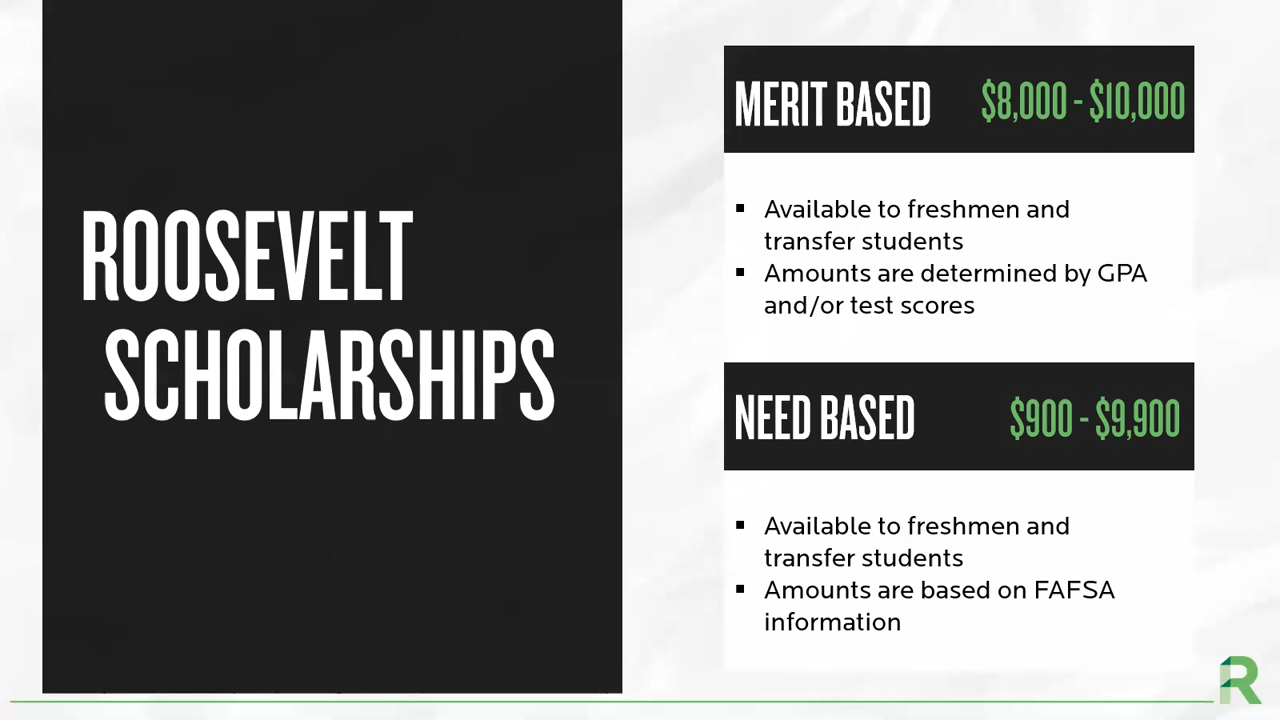 ROOSEVELT
SCHOLARSHIPS
MERIT BASED $8,000 - $10,000
▪ Available to freshmen and
transfer students
▪ Amounts are determined by GPA
and/or test scores
NEED BASED $900 - $9,900
▪ Available to freshmen and
transfer students
▪ Amounts are based on FAFSA
information
R